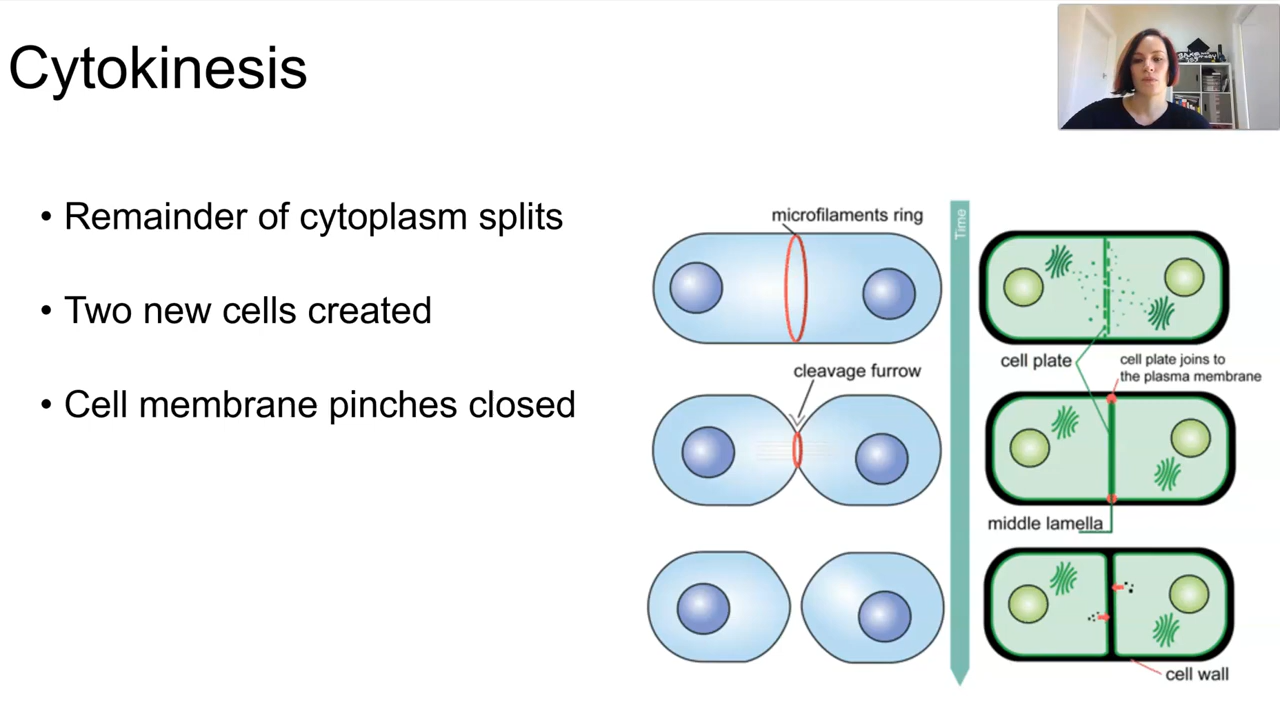 Cytokinesis
• Remainder of cytoplasm splits
• Two new cells created
• Cell membrane pinches closed
microfilaments ring
cleavage furrow
Time
cell plate
cell plate joins to
the plasma membrane
middle lamella
cell wall